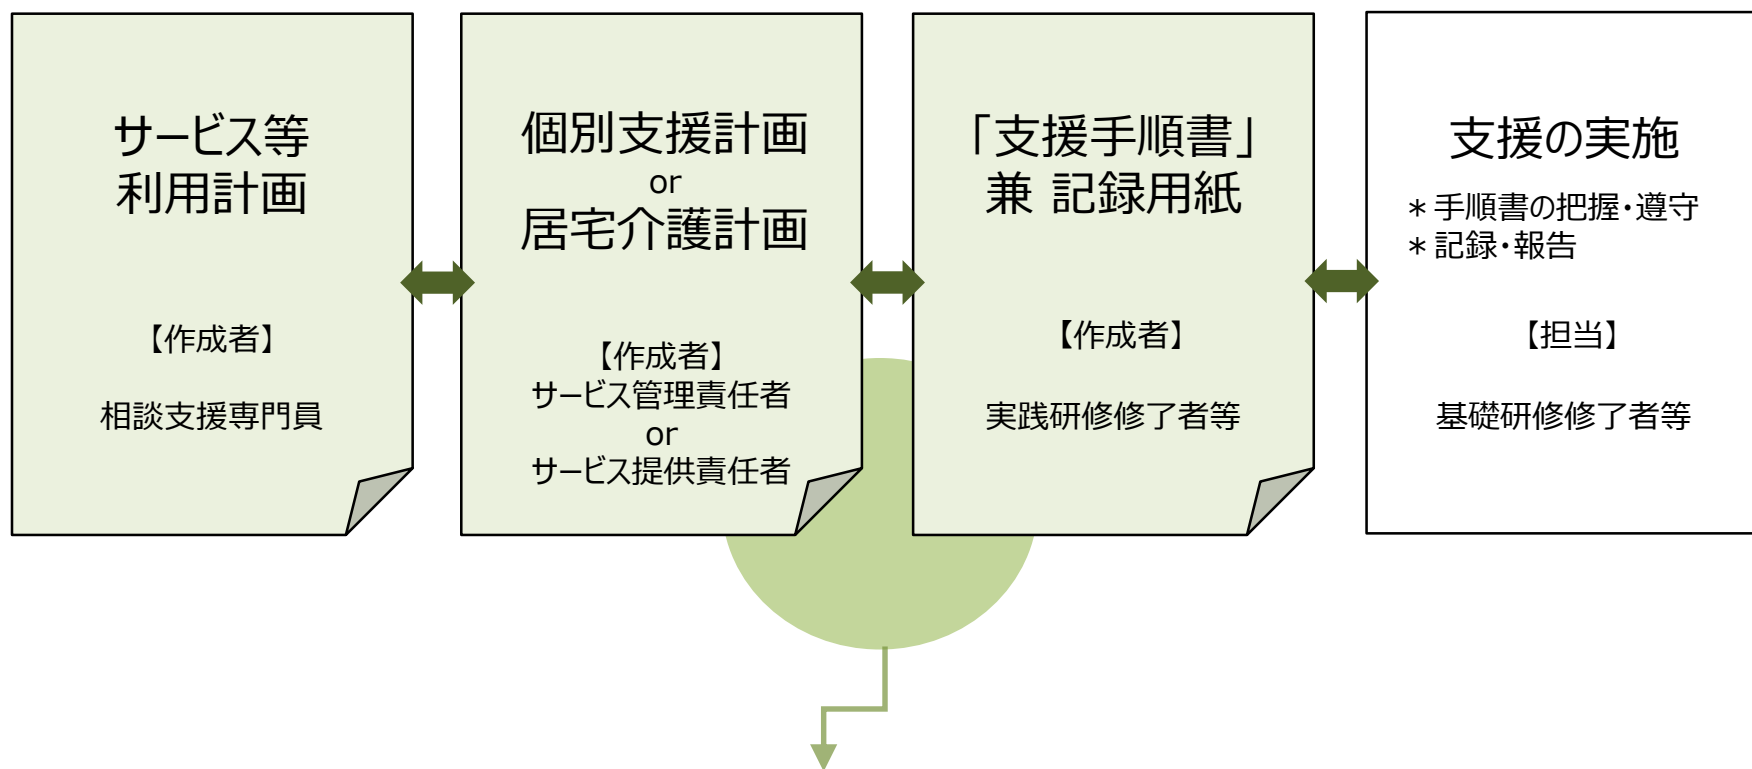 サービス等
利用計画
【作成者】
相談支援専門員
個別支援計画
or
居宅介護計画
【作成者】
サービス管理責任者
or
サービス提供責任者
「支援手順書」
兼 記録用紙
【作成者】
実践研修修了者等
支援の実施
＊手順書の把握・遵守
＊記録・報告
【担当】
基礎研修修了者等